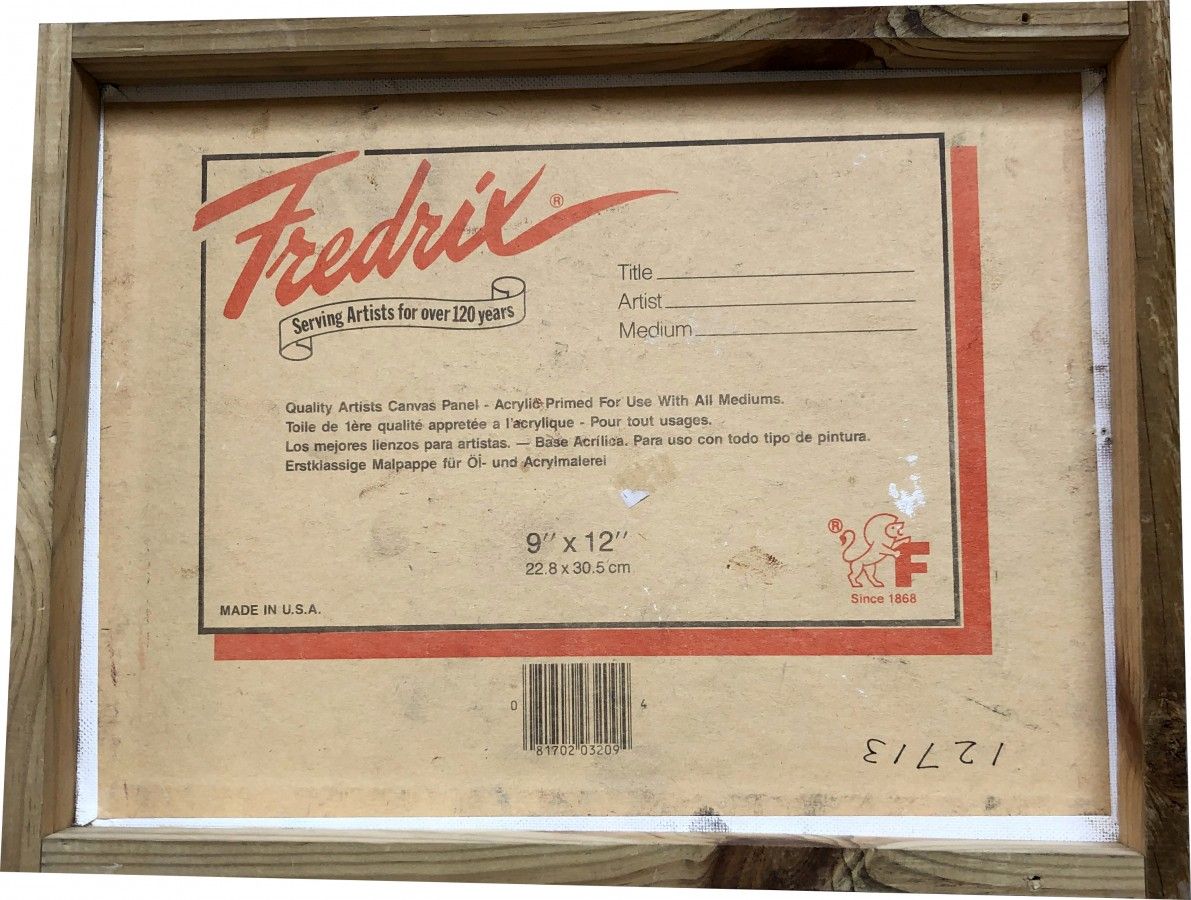 Fredrix ®
Serving Artists for over 120 years
Title
Artist
Medium
Quality Artists Canvas Panel - Acrylic Primed For Use With All Mediums.
Toile de 1ère qualité appretée a l'acrylique - Pour tout usages.
Los mejores lienzos para artistas. — Base Acrílica. Para uso con todo tipo de pintura.
Erstklassige Malpappe für Öl- und Acrylmalerei
9" x 12"
22.8 x 30.5 cm
® F
Since 1868
MADE IN U.S.A.
0 81702 03209 4
12713